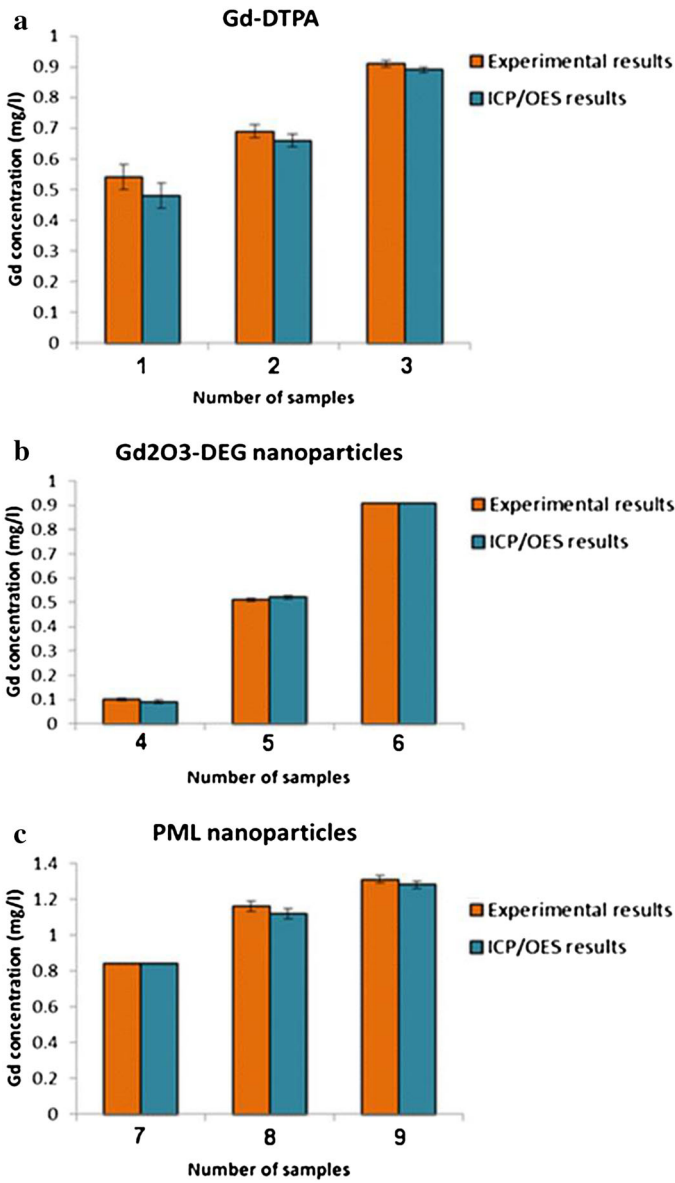 a
Gd-DTPA
Gd concentration (mg/l)
1
0.9
0.8
0.7
0.6
0.5
0.4
0.3
0.2
0.1
0
1 2 3
Number of samples
Experimental results
ICP/OES results
b
Gd2O3-DEG nanoparticles
Gd concentration (mg/l)
1
0.9
0.8
0.7
0.6
0.5
0.4
0.3
0.2
0.1
0
4 5 6
Number of samples
Experimental results
ICP/OES results
c
PML nanoparticles
Gd concentration (mg/l)
1.4
1.2
1
0.8
0.6
0.4
0.2
0
7 8 9
Number of samples
Experimental results
ICP/OES results